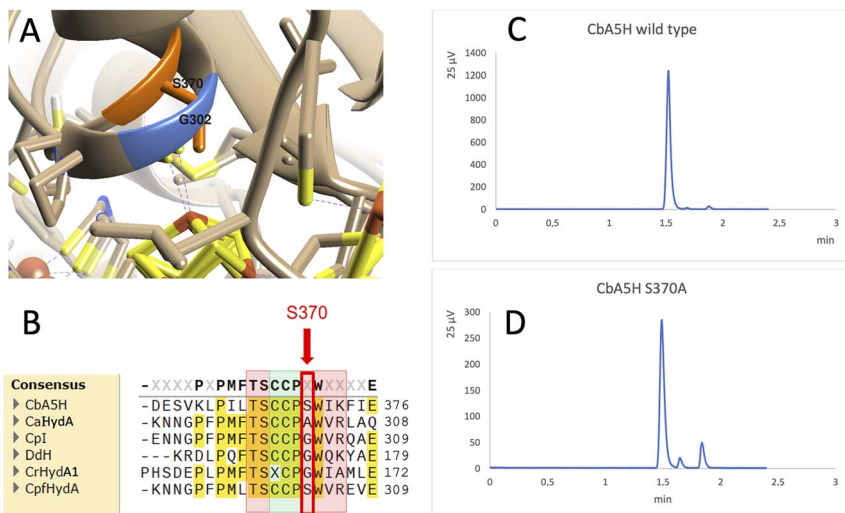 A
S370
G302
B
S370
Consensus
-XXXXPXPMFTSCCPXWXXXXE
CbA5H -DESVKLPILTSCCPSWIKFIE 376
CaHydA -KNNGPFPMFTSCCPAWVRLAQ 308
CpI -ENNGPFPMFTSCCPGWVRQAE 309
DdH ---KRDLPQFTSCCPGWQKYAE 179
CrHydA1 PHSDEPLPMFTSXCPGWIAMLE 172
CpfHydA -KNNGPFPMLTSCCPSWVREVE 309
C
CbA5H wild type
25 µV
1400
1200
1000
800
600
400
200
0
0 0,5 1 1,5 2 2,5 3
min
D
CbA5H S370A
25 µV
300
250
200
150
100
50
0
0 0,5 1 1,5 2 2,5 3
min